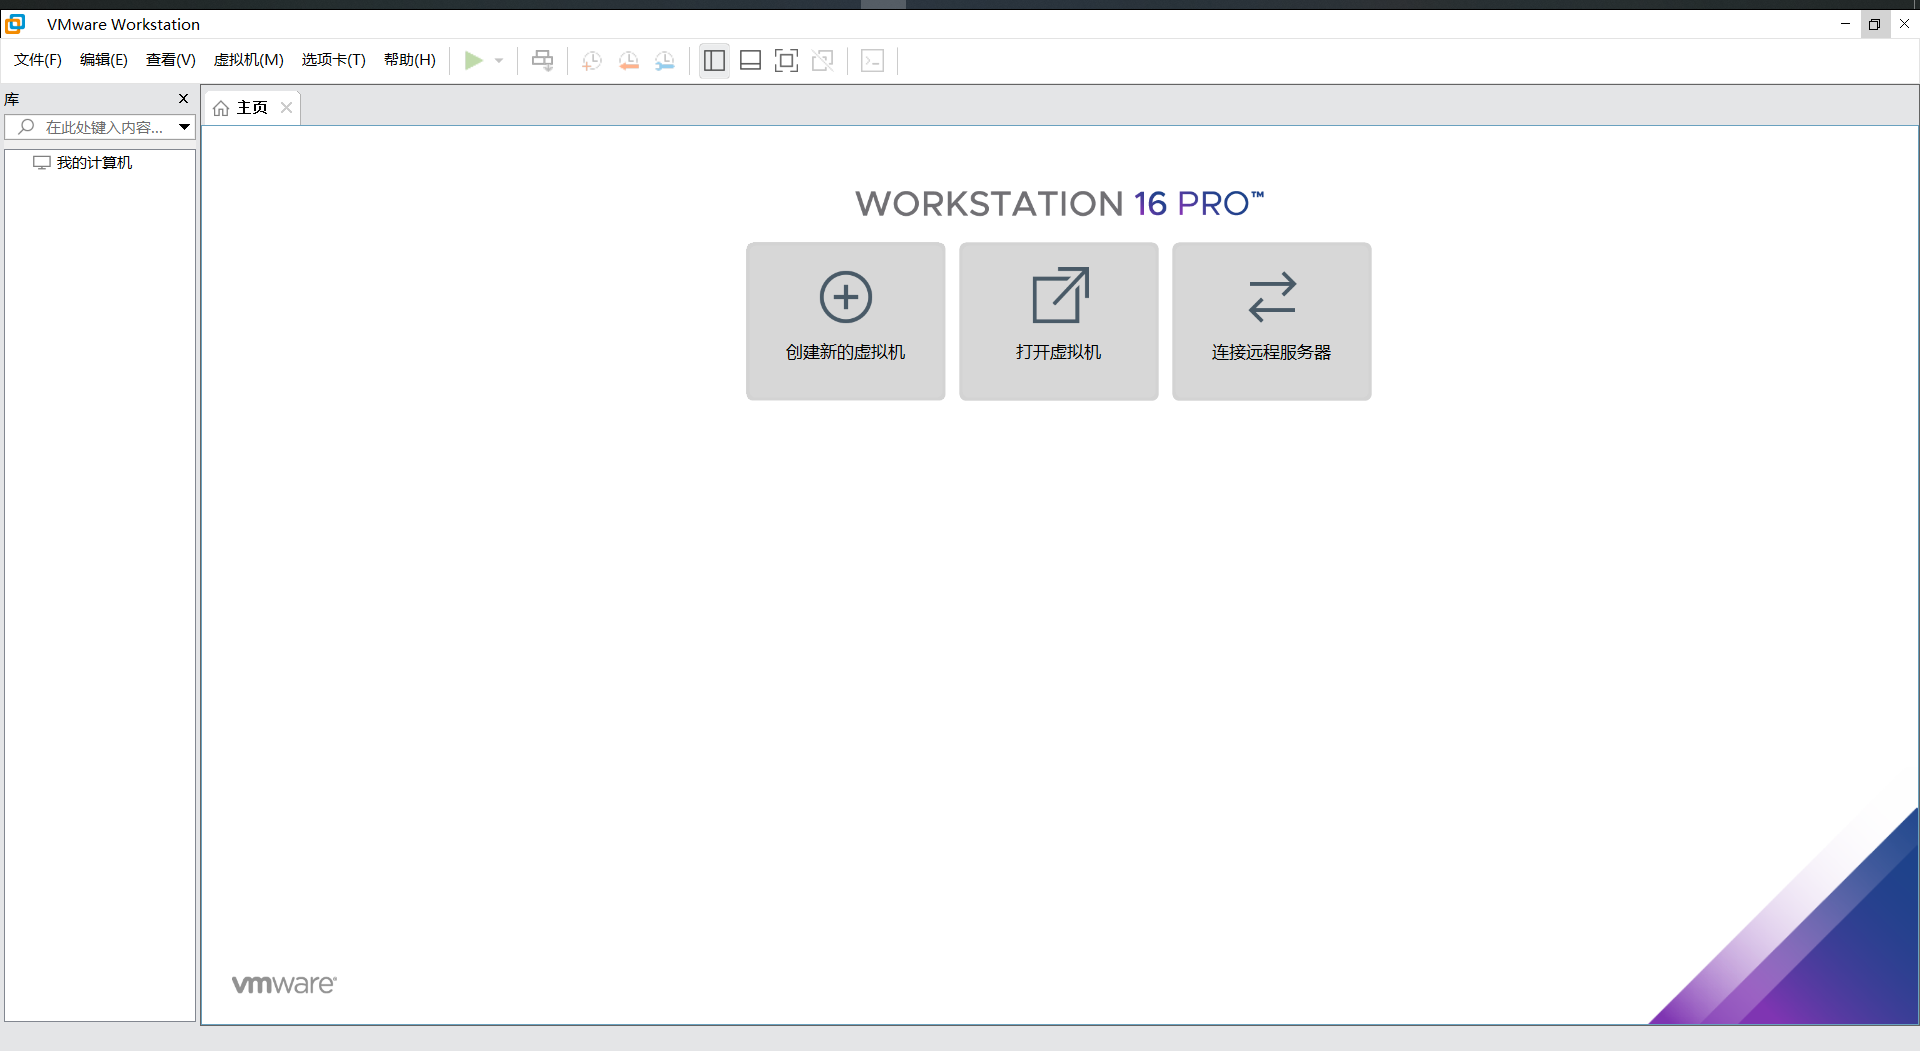 VMware Workstation
文件(F) 编辑(E) 查看(V) 虚拟机(M) 选项卡(T) 帮助(H)
库
在此处键入内容...
我的计算机
主页
WORKSTATION 16 PRO™
创建新的虚拟机
打开虚拟机
连接远程服务器
vmware®